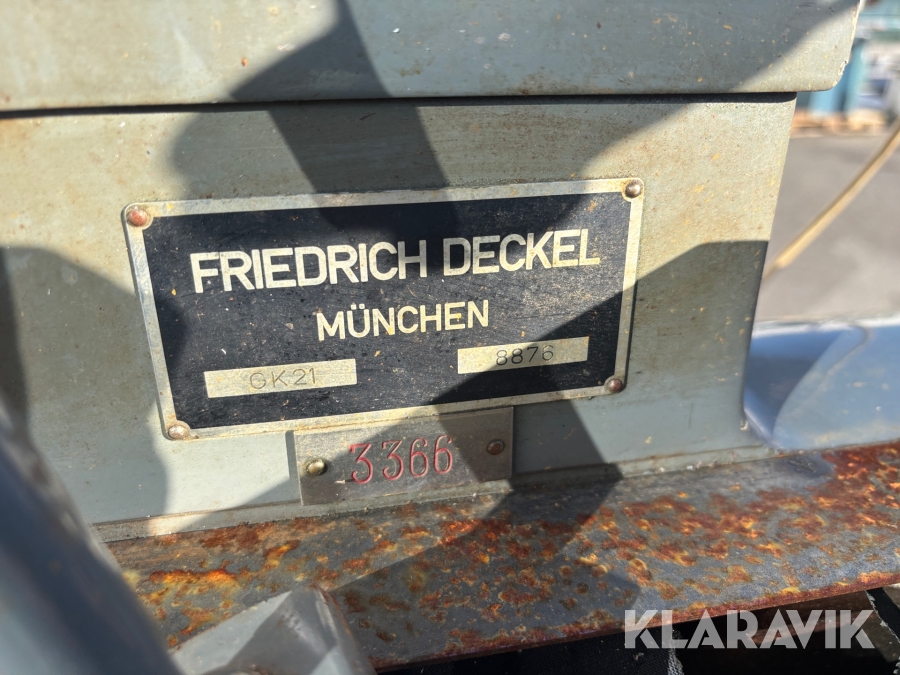 FRIEDRICH DECKEL
MÜNCHEN
GK21 8876
3366
KLARAVIK